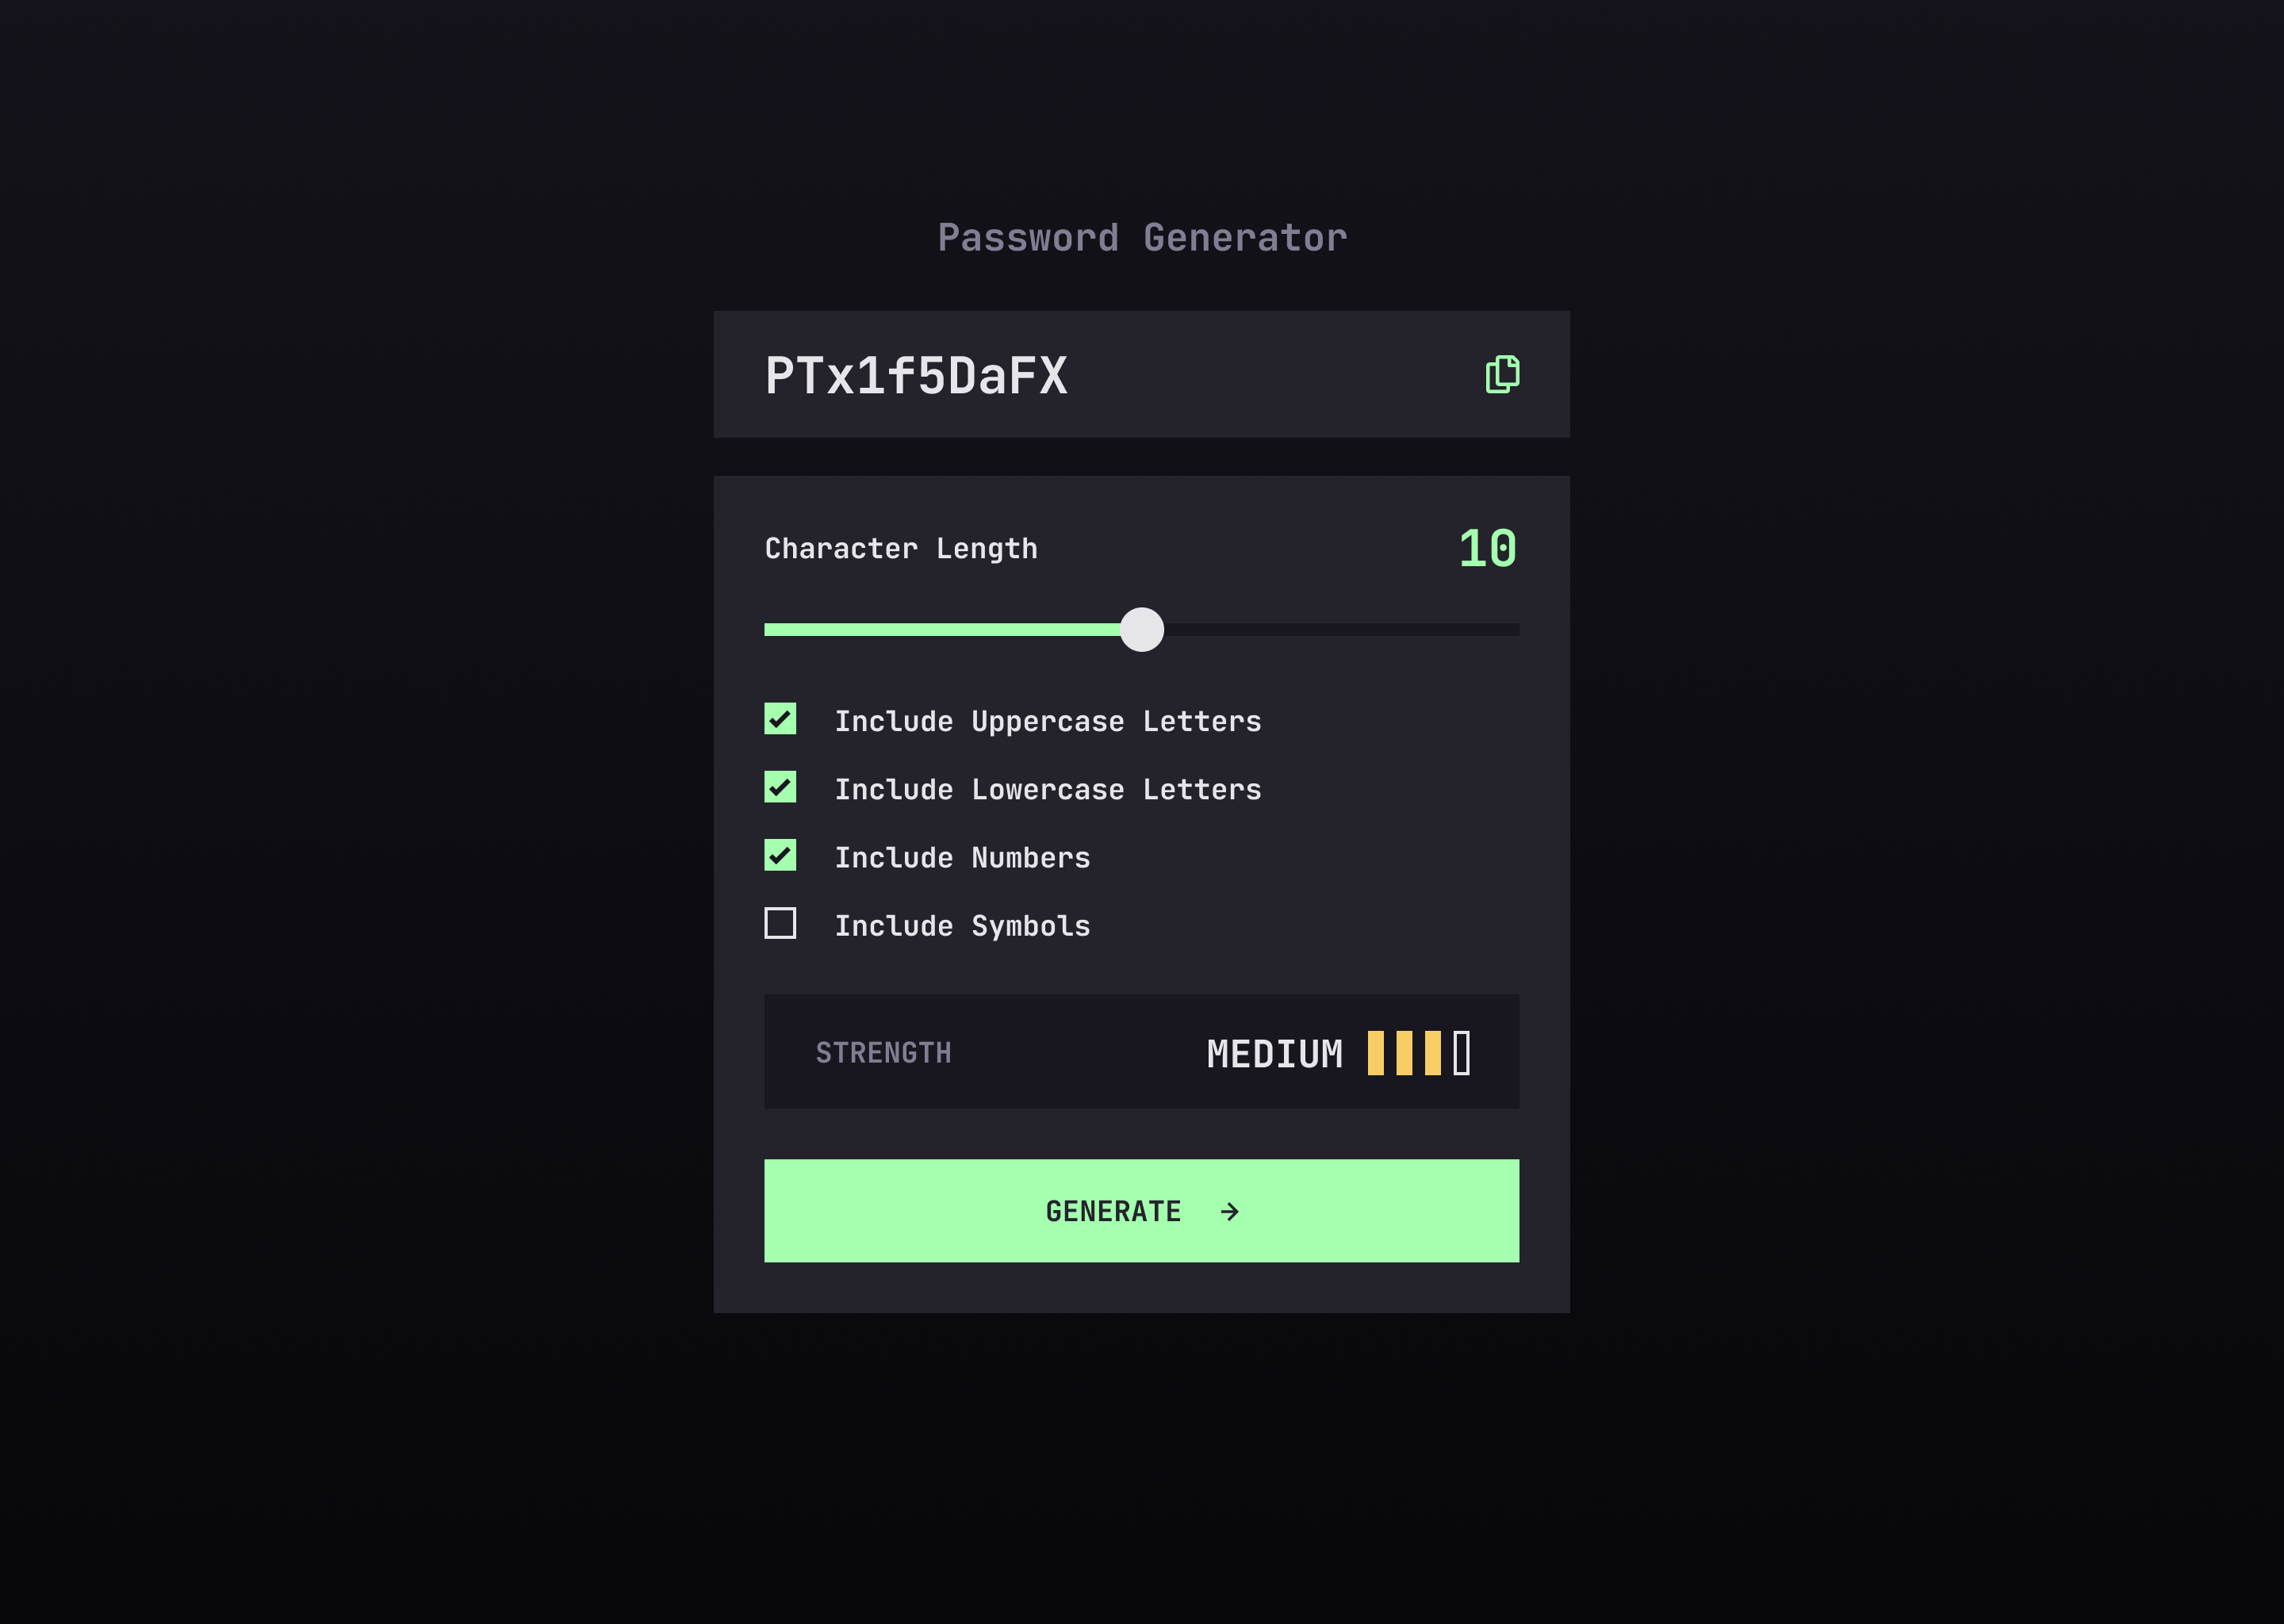 Password Generator
PTx1f5DaFX
Character Length
10
Include Uppercase Letters
Include Lowercase Letters
Include Numbers
Include Symbols
STRENGTH
MEDIUM
GENERATE →